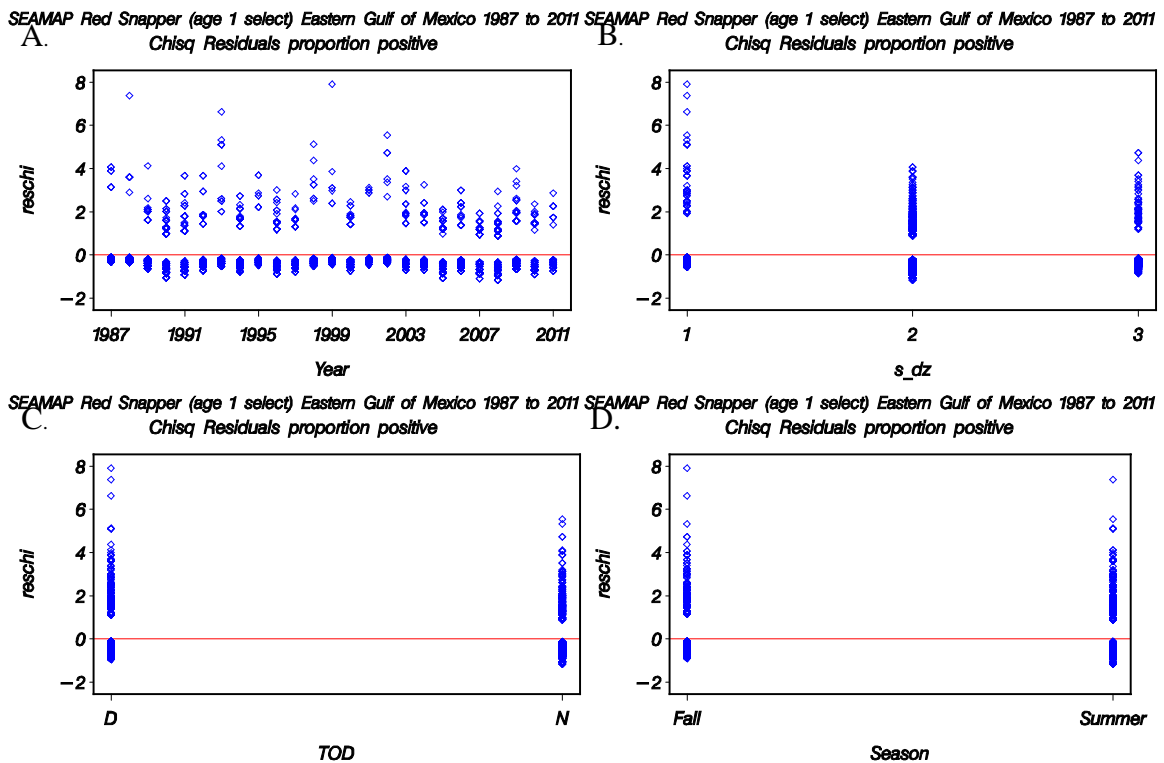 SEAMAP Red Snapper (age 1 select) Eastern Gulf of Mexico 1987 to 2011
A.
Chisq Residuals proportion positive
8
6
4
2
0
−2
reschi
1987 1991 1995 1999 2003 2007 2011
Year
SEAMAP Red Snapper (age 1 select) Eastern Gulf of Mexico 1987 to 2011
B.
Chisq Residuals proportion positive
8
6
4
2
0
−2
reschi
1 2 3
s_dz
SEAMAP Red Snapper (age 1 select) Eastern Gulf of Mexico 1987 to 2011
C.
Chisq Residuals proportion positive
8
6
4
2
0
−2
reschi
D N
TOD
SEAMAP Red Snapper (age 1 select) Eastern Gulf of Mexico 1987 to 2011
D.
Chisq Residuals proportion positive
8
6
4
2
0
−2
reschi
Fall Summer
Season